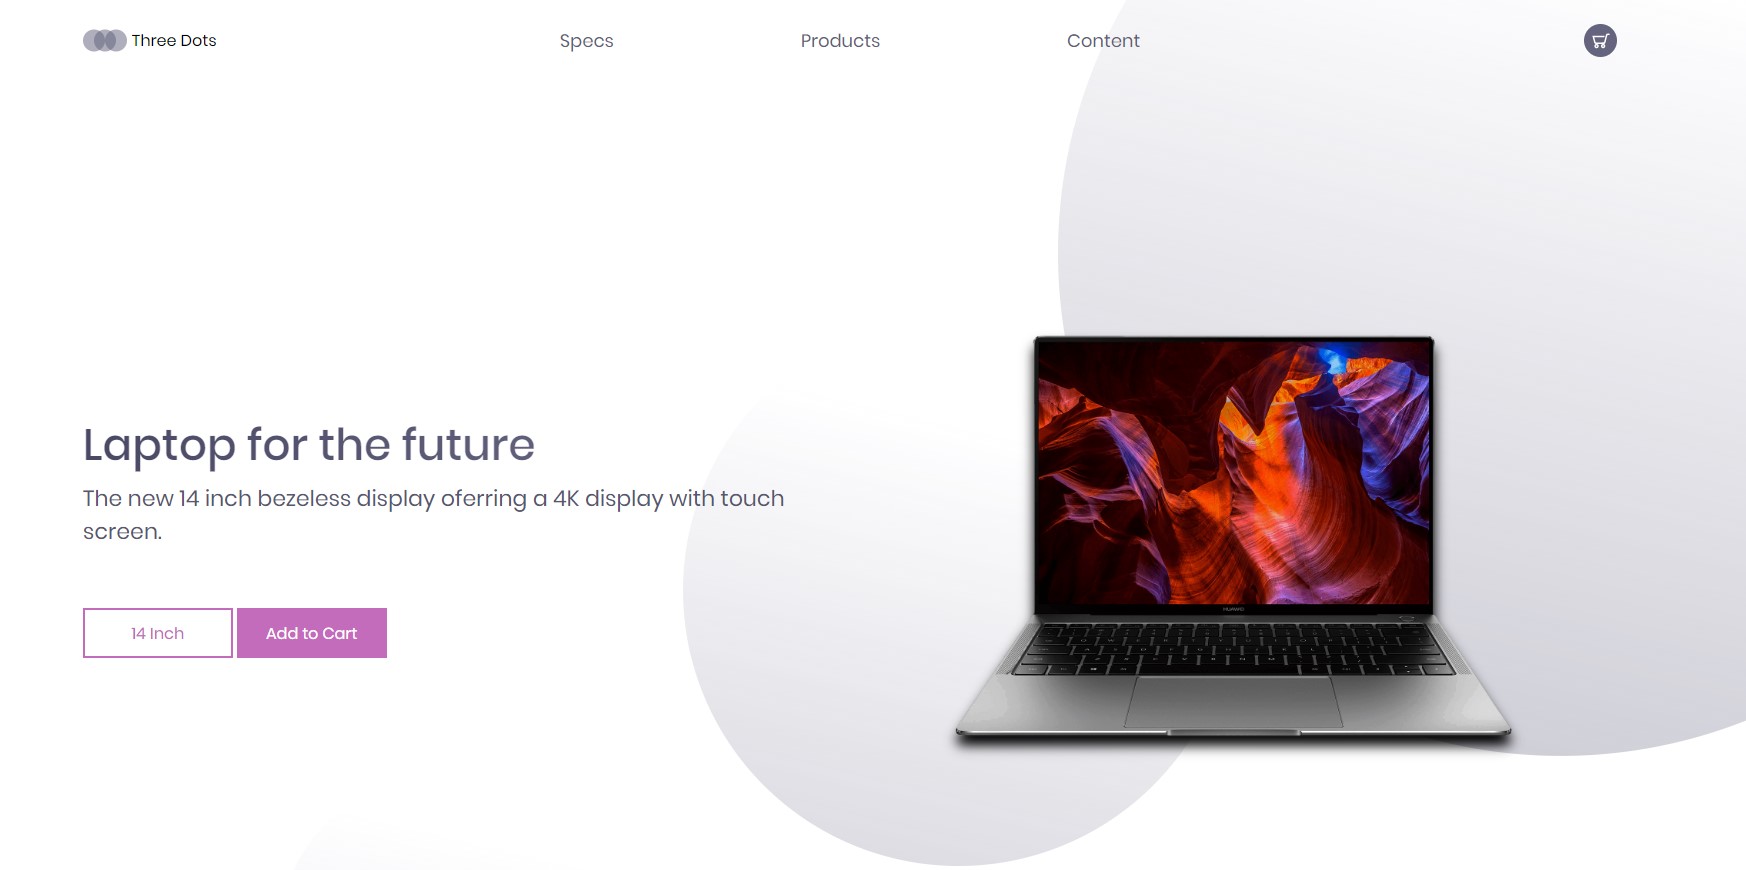 Three Dots
Specs
Products
Content
Laptop for the future
The new 14 inch bezeless display oferring a 4K display with touch
screen.
14 Inch
Add to Cart
HUAWEI